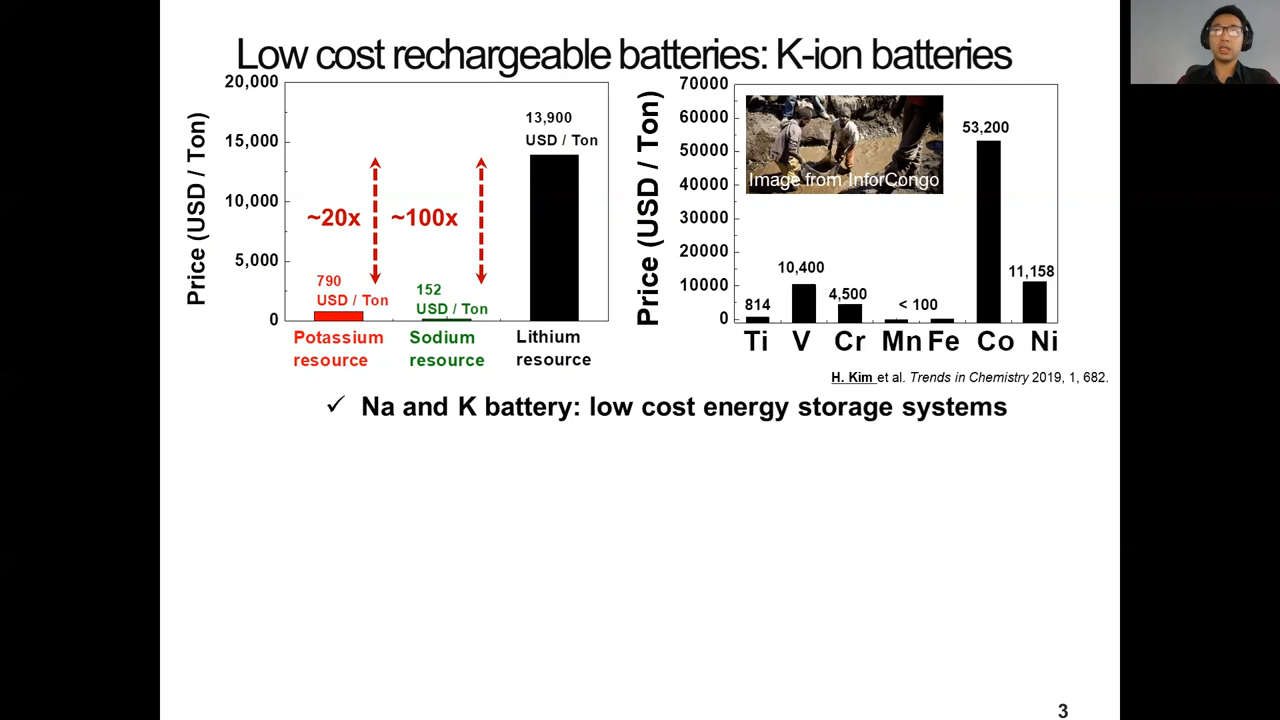 Low cost rechargeable batteries: K-ion batteries
Price (USD / Ton)
20,000
15,000
10,000
5,000
0
~20x
~100x
790
USD / Ton
152
USD / Ton
13,900
USD / Ton
Potassium
resource
Sodium
resource
Lithium
resource
Price (USD / Ton)
70000
60000
50000
40000
30000
20000
10000
0
Image from InforCongo
814
10,400
4,500
< 100
53,200
11,158
Ti V Cr Mn Fe Co Ni
H. Kim et al. Trends in Chemistry 2019, 1, 682.
✓ Na and K battery: low cost energy storage systems
3